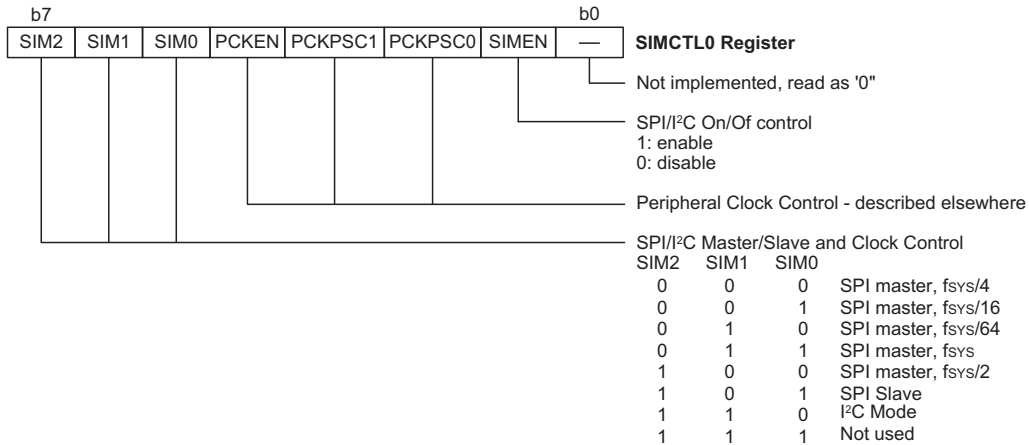 b7 b0
SIM2 SIM1 SIM0 PCKEN PCKPSC1 PCKPSC0 SIMEN — SIMCTL0 Register
Not implemented, read as '0"
SPI/I²C On/Of control
1: enable
0: disable
Peripheral Clock Control - described elsewhere
SPI/I²C Master/Slave and Clock Control
SIM2 SIM1 SIM0
0 0 0 SPI master, fSYS/4
0 0 1 SPI master, fSYS/16
0 1 0 SPI master, fSYS/64
0 1 1 SPI master, fSYS
1 0 0 SPI master, fSYS/2
1 0 1 SPI Slave
1 1 0 I²C Mode
1 1 1 Not used